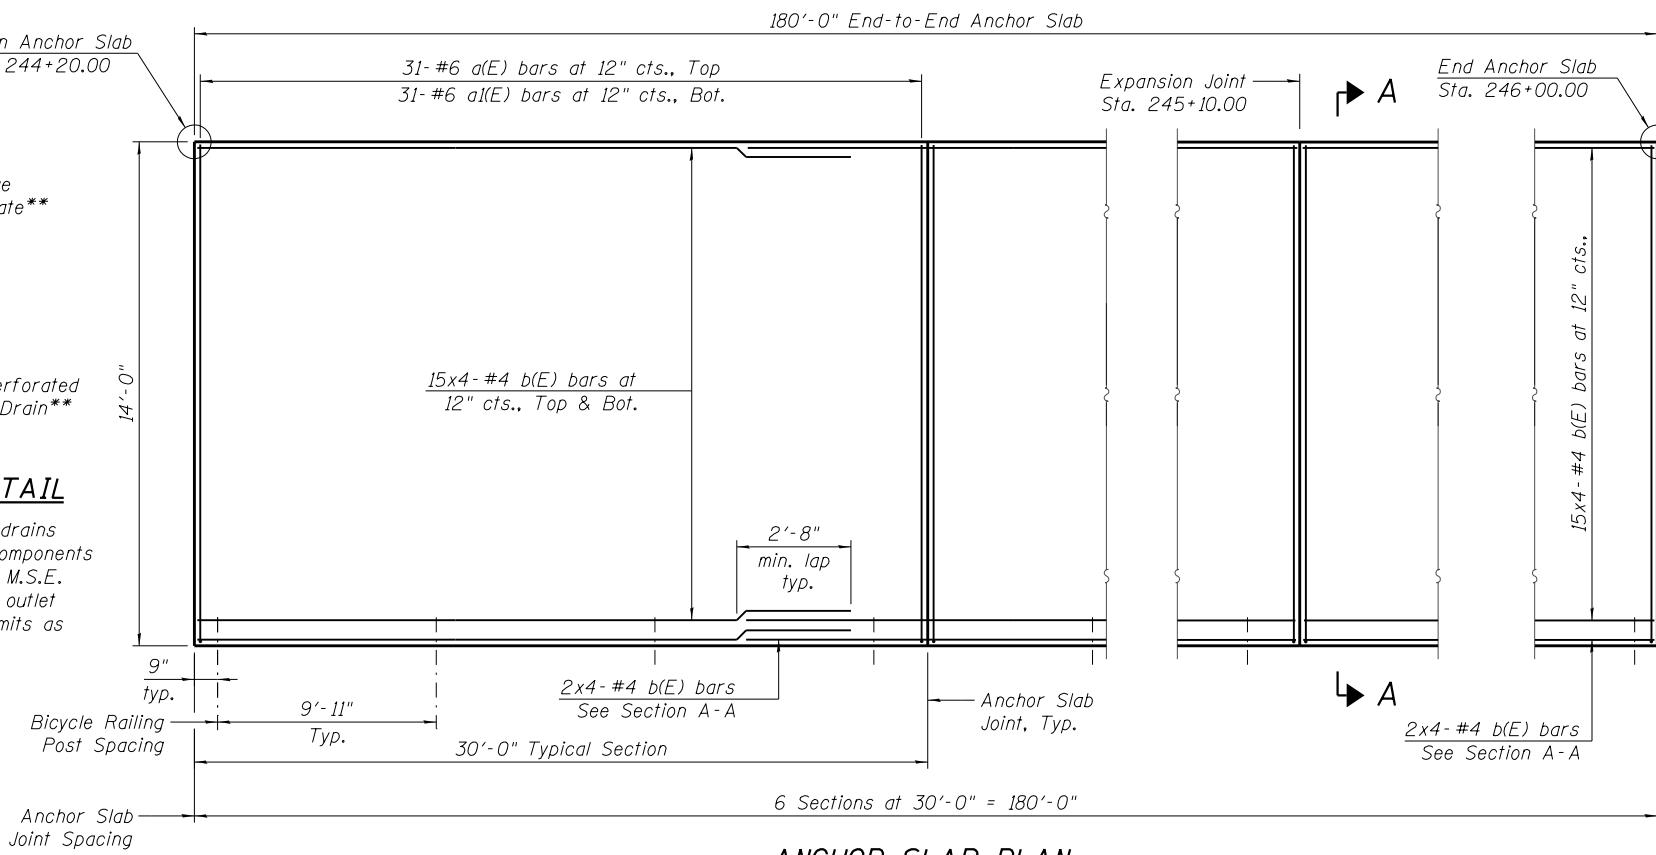 180'-0" End-to-End Anchor Slab
Anchor Slab
244+20.00
31-#6 a(E) bars at 12" cts., Top
31-#6 a1(E) bars at 12" cts., Bot.
Expansion Joint
Sta. 245+10.00
A
End Anchor Slab
Sta. 246+00.00
**
14'-0"
15x4-#4 b(E) bars at
12" cts., Top & Bot.
15x4-#4 b(E) bars at 12" cts.,
Drain**
drains
M.S.E.
outlet
as
2'-8"
min. lap
typ.
9"
typ.
9'-11"
Typ.
Bicycle Railing
Post Spacing
2x4-#4 b(E) bars
See Section A-A
Anchor Slab
Joint, Typ.
A
2x4-#4 b(E) bars
See Section A-A
30'-0" Typical Section
6 Sections at 30'-0" = 180'-0"
Anchor Slab
Joint Spacing
ANCHOR SLAB PLAN